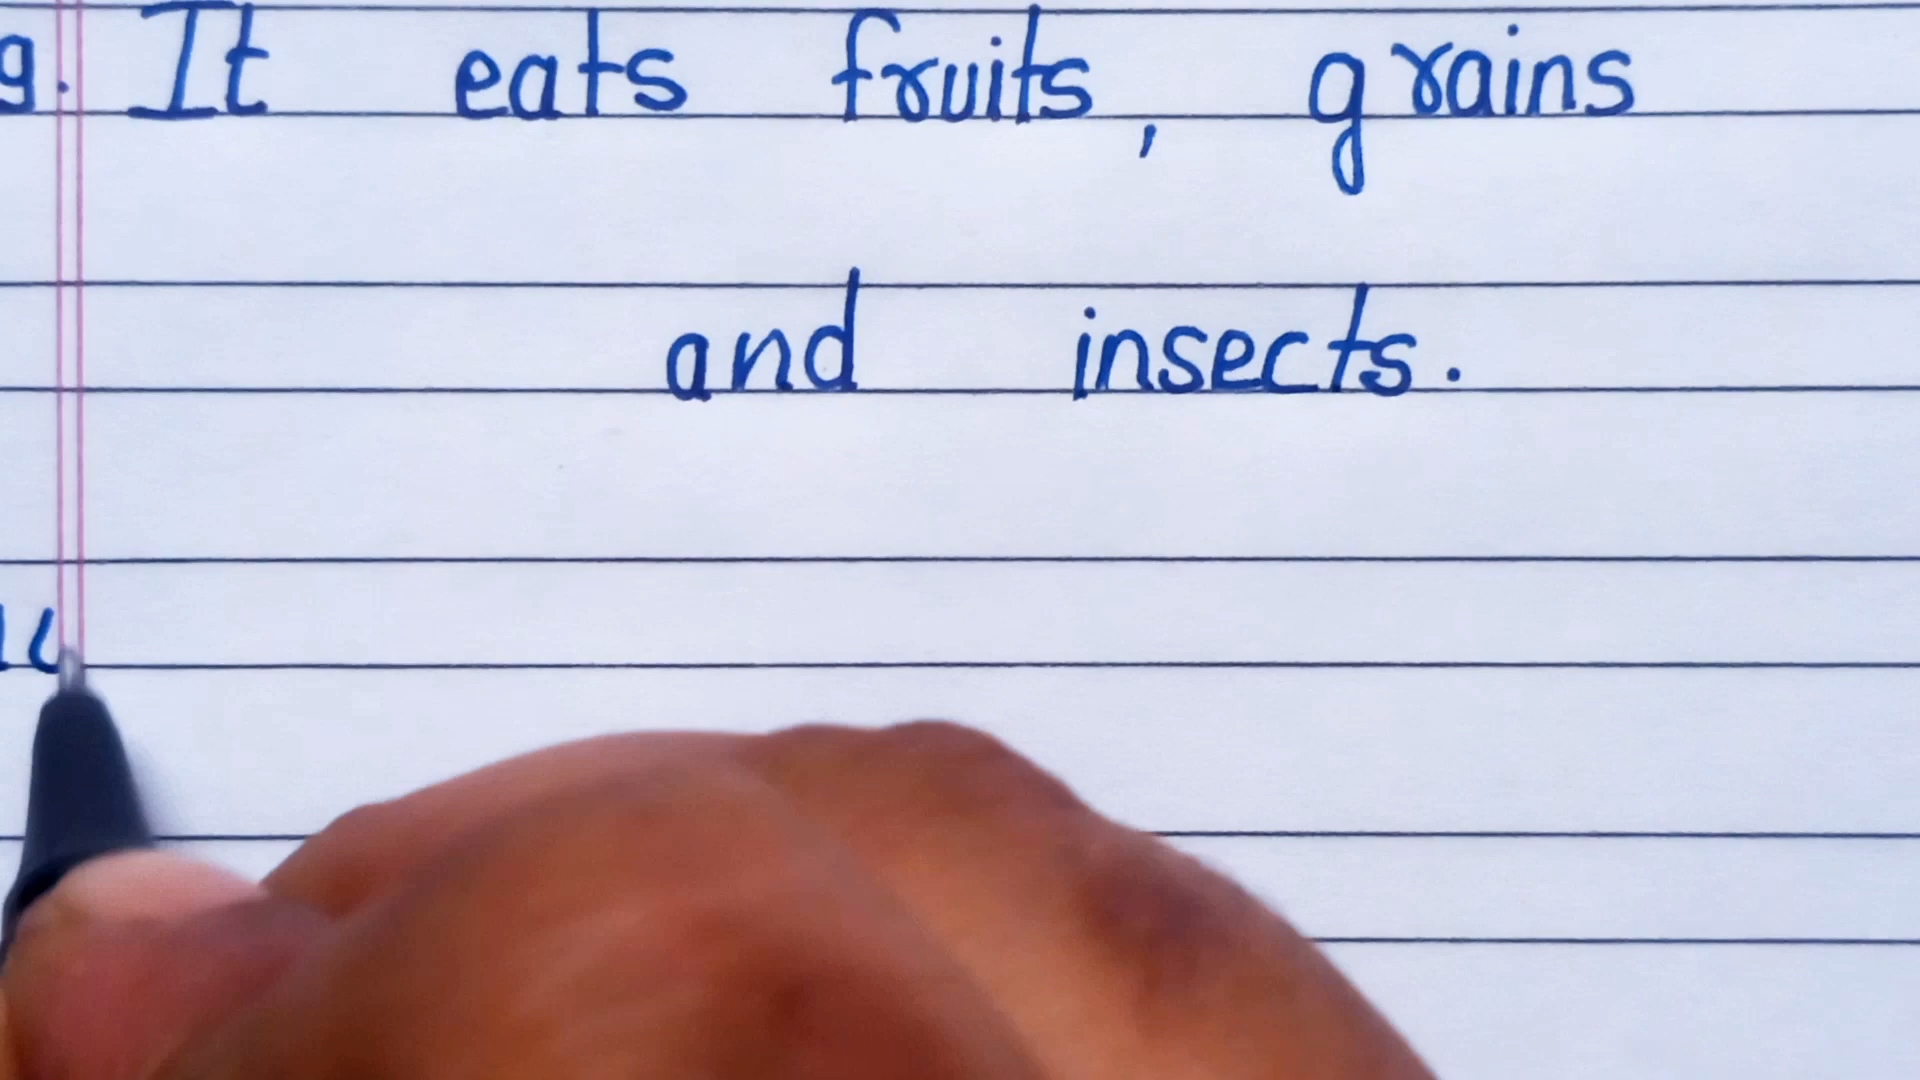 9. It eats fruits, grains
and insects.